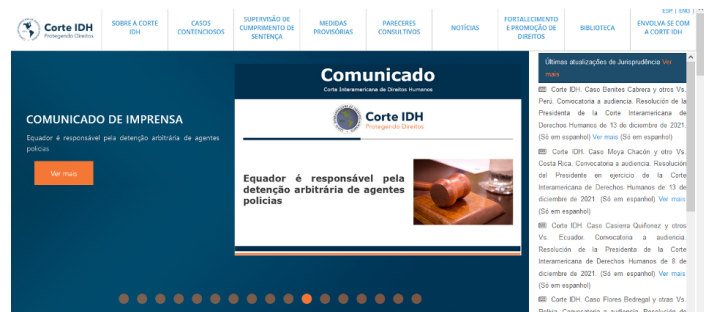 ESP | ENG |
Corte IDH
Protegendo Direitos
SOBRE A CORTE
IDH
CASOS
CONTENCIOSOS
SUPERVISÃO DE
CUMPRIMENTO DE
SENTENÇA
MEDIDAS
PROVISÓRIAS
PARECERES
CONSULTIVOS
NOTÍCIAS
FORTALECIMENTO
E PROMOÇÃO DE
DIREITOS
BIBLIOTECA
ENVOLVA-SE COM
A CORTE IDH
COMUNICADO DE IMPRENSA
Equador é responsável pela detenção arbitrária de agentes
policias
Ver mais
Comunicado
Corte Interamericana de Direitos Humanos
Corte IDH
Protegendo Direitos
Equador é responsável pela
detenção arbitrária de agentes
policias
Últimas atualizações de Jurisprudência Ver
mais
Corte IDH. Caso Benites Cabrera y otros Vs.
Perú. Convocatoria a audiencia. Resolución de la
Presidenta de la Corte Interamericana de
Derechos Humanos de 13 de diciembre de 2021.
(Só em espanhol) Ver mais (Só em espanhol)
Corte IDH. Caso Moya Chacón y otro Vs.
Costa Rica. Convocatoria a audiencia. Resolución
del Presidente en ejercicio de la Corte
Interamericana de Derechos Humanos de 13 de
diciembre de 2021. (Só em espanhol) Ver mais
(Só em espanhol)
Corte IDH. Caso Casierra Quiñonez y otros
Vs. Ecuador. Convocatoria a audiencia.
Resolución de la Presidenta de la Corte
Interamericana de Derechos Humanos de 8 de
diciembre de 2021. (Só em espanhol) Ver mais
(Só em espanhol)
Corte IDH. Caso Flores Bedregal y otras Vs.
Bolivia. Convocatoria a audiencia. Resolución de